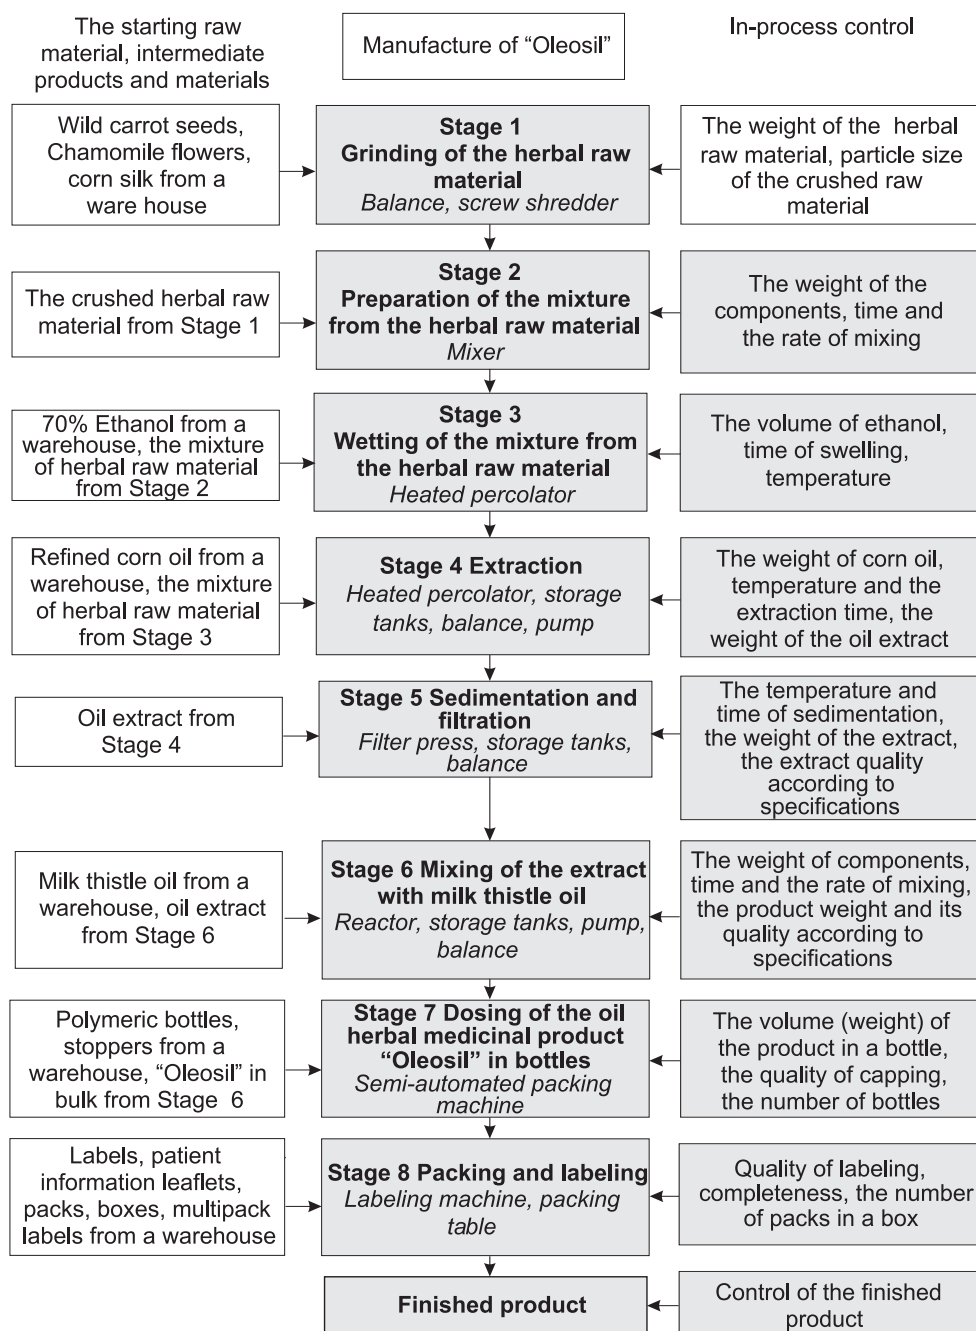 The starting raw
material, intermediate
products and materials
Manufacture of “Oleosil”
In-process control
Wild carrot seeds,
Chamomile flowers,
corn silk from a
ware house
Stage 1
Grinding of the herbal raw
material
Balance, screw shredder
The weight of the herbal
raw material, particle size
of the crushed raw
material
The crushed herbal raw
material from Stage 1
Stage 2
Preparation of the mixture
from the herbal raw material
Mixer
The weight of the
components, time and
the rate of mixing
70% Ethanol from a
warehouse, the mixture
of herbal raw material
from Stage 2
Stage 3
Wetting of the mixture from
the herbal raw material
Heated percolator
The volume of ethanol,
time of swelling,
temperature
Refined corn oil from a
warehouse, the mixture
of herbal raw material
from Stage 3
Stage 4 Extraction
Heated percolator, storage
tanks, balance, pump
The weight of corn oil,
temperature and the
extraction time, the
weight of the oil extract
Oil extract from
Stage 4
Stage 5 Sedimentation and
filtration
Filter press, storage tanks,
balance
The temperature and
time of sedimentation,
the weight of the extract,
the extract quality
according to
specifications
Milk thistle oil from a
warehouse, oil extract
from Stage 6
Stage 6 Mixing of the extract
with milk thistle oil
Reactor, storage tanks, pump,
balance
The weight of components,
time and the rate of mixing,
the product weight and its
quality according to
specifications
Polymeric bottles,
stoppers from a
warehouse, “Oleosil” in
bulk from Stage 6
Stage 7 Dosing of the oil
herbal medicinal product
“Oleosil” in bottles
Semi-automated packing
machine
The volume (weight) of
the product in a bottle,
the quality of capping,
the number of bottles
Labels, patient
information leaflets,
packs, boxes, multipack
labels from a warehouse
Stage 8 Packing and labeling
Labeling machine, packing
table
Quality of labeling,
completeness, the number
of packs in a box
Finished product
Control of the finished
product